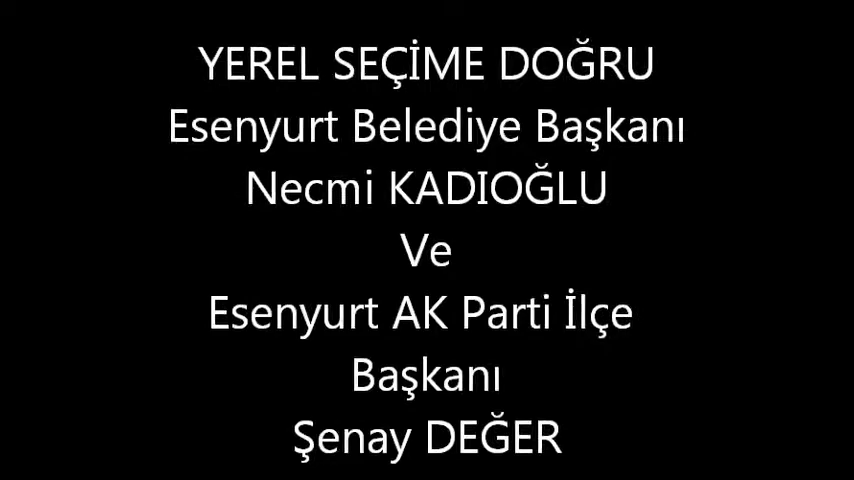 YEREL SEÇİME DOĞRU
Esenyurt Belediye Başkanı
Necmi KADIOĞLU
Ve
Esenyurt AK Parti İlçe
Başkanı
Şenay DEĞER